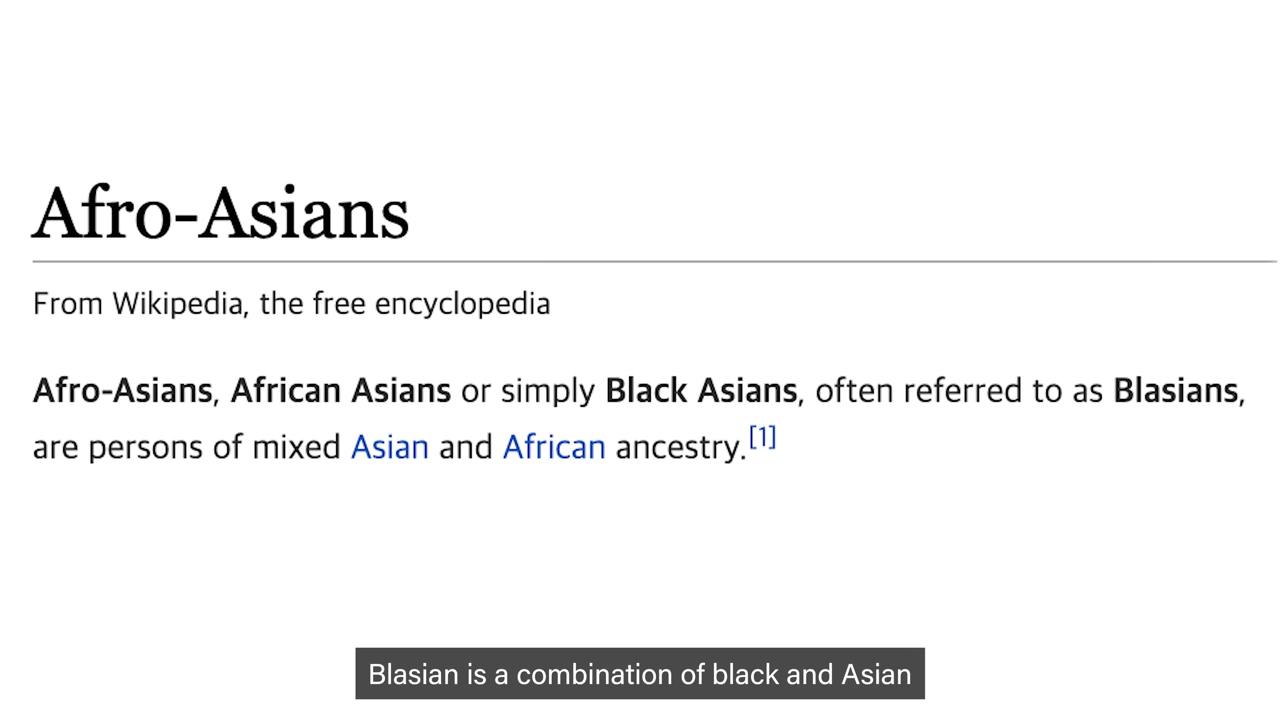 Afro-Asians
From Wikipedia, the free encyclopedia
Afro-Asians, African Asians or simply Black Asians, often referred to as Blasians,
are persons of mixed Asian and African ancestry.[1]
Blasian is a combination of black and Asian